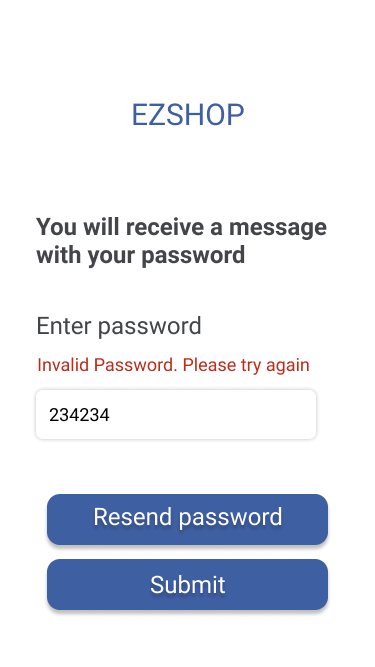 EZSHOP
You will receive a message
with your password
Enter password
Invalid Password. Please try again
234234
Resend password
Submit